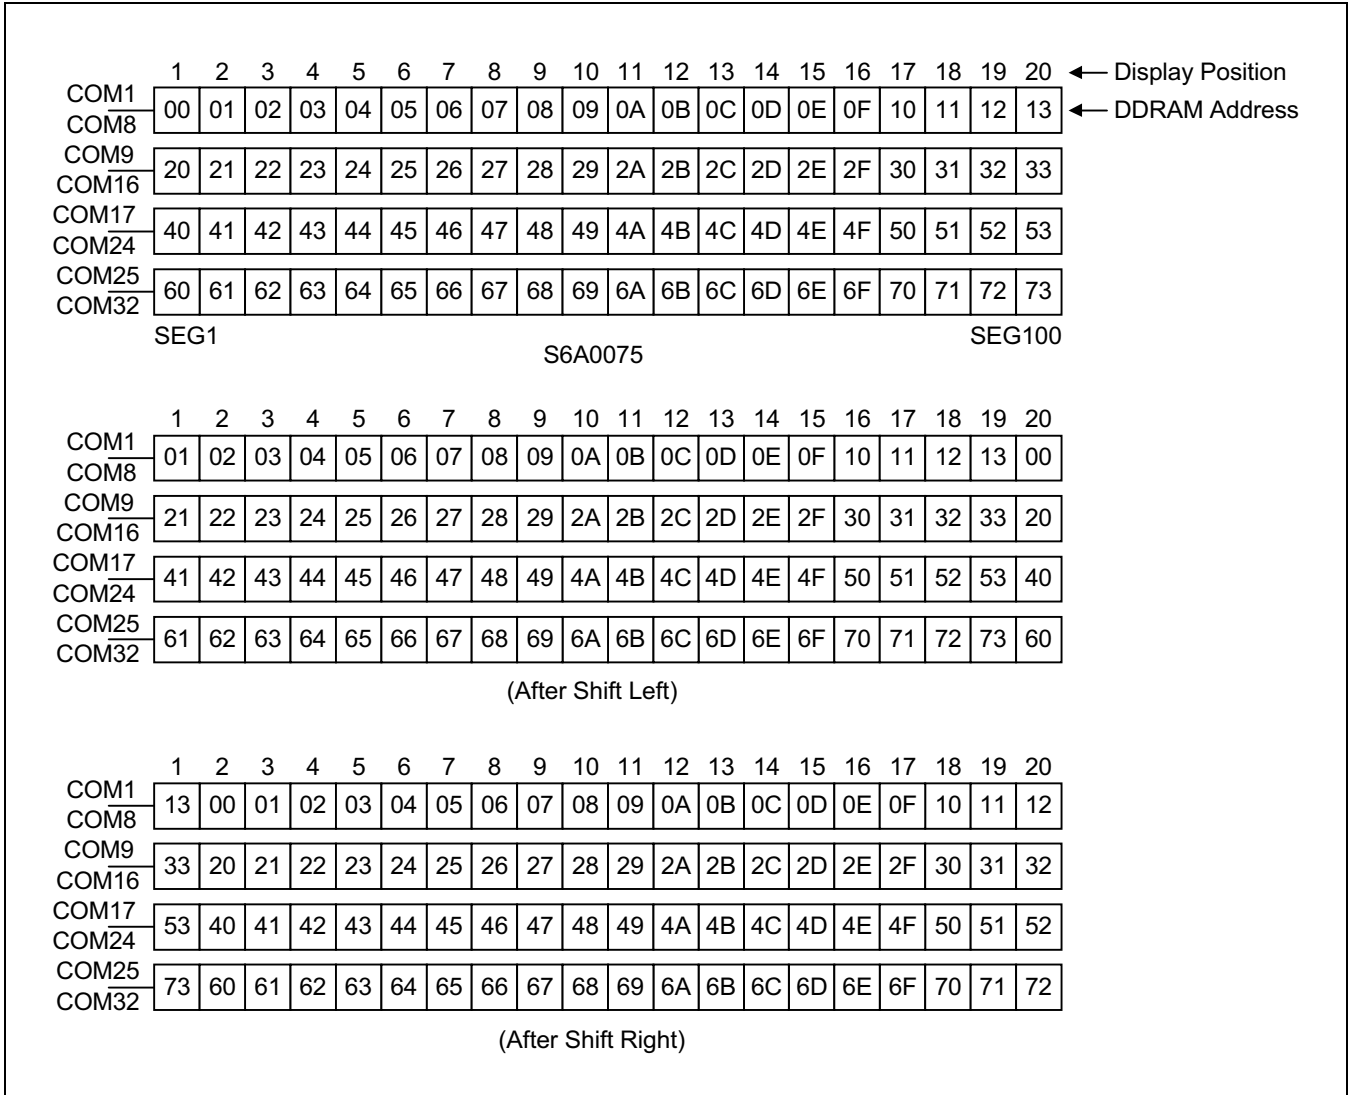 1 2 3 4 5 6 7 8 9 10 11 12 13 14 15 16 17 18 19 20 Display Position
COM1
00 01 02 03 04 05 06 07 08 09 0A 0B 0C 0D 0E 0F 10 11 12 13 DDRAM Address
COM8
COM9
20 21 22 23 24 25 26 27 28 29 2A 2B 2C 2D 2E 2F 30 31 32 33
COM16
COM17
40 41 42 43 44 45 46 47 48 49 4A 4B 4C 4D 4E 4F 50 51 52 53
COM24
COM25
60 61 62 63 64 65 66 67 68 69 6A 6B 6C 6D 6E 6F 70 71 72 73
COM32
SEG1 SEG100
S6A0075
1 2 3 4 5 6 7 8 9 10 11 12 13 14 15 16 17 18 19 20
COM1
01 02 03 04 05 06 07 08 09 0A 0B 0C 0D 0E 0F 10 11 12 13 00
COM8
COM9
21 22 23 24 25 26 27 28 29 2A 2B 2C 2D 2E 2F 30 31 32 33 20
COM16
COM17
41 42 43 44 45 46 47 48 49 4A 4B 4C 4D 4E 4F 50 51 52 53 40
COM24
COM25
61 62 63 64 65 66 67 68 69 6A 6B 6C 6D 6E 6F 70 71 72 73 60
COM32
(After Shift Left)
1 2 3 4 5 6 7 8 9 10 11 12 13 14 15 16 17 18 19 20
COM1
13 00 01 02 03 04 05 06 07 08 09 0A 0B 0C 0D 0E 0F 10 11 12
COM8
COM9
33 20 21 22 23 24 25 26 27 28 29 2A 2B 2C 2D 2E 2F 30 31 32
COM16
COM17
53 40 41 42 43 44 45 46 47 48 49 4A 4B 4C 4D 4E 4F 50 51 52
COM24
COM25
73 60 61 62 63 64 65 66 67 68 69 6A 6B 6C 6D 6E 6F 70 71 72
COM32
(After Shift Right)